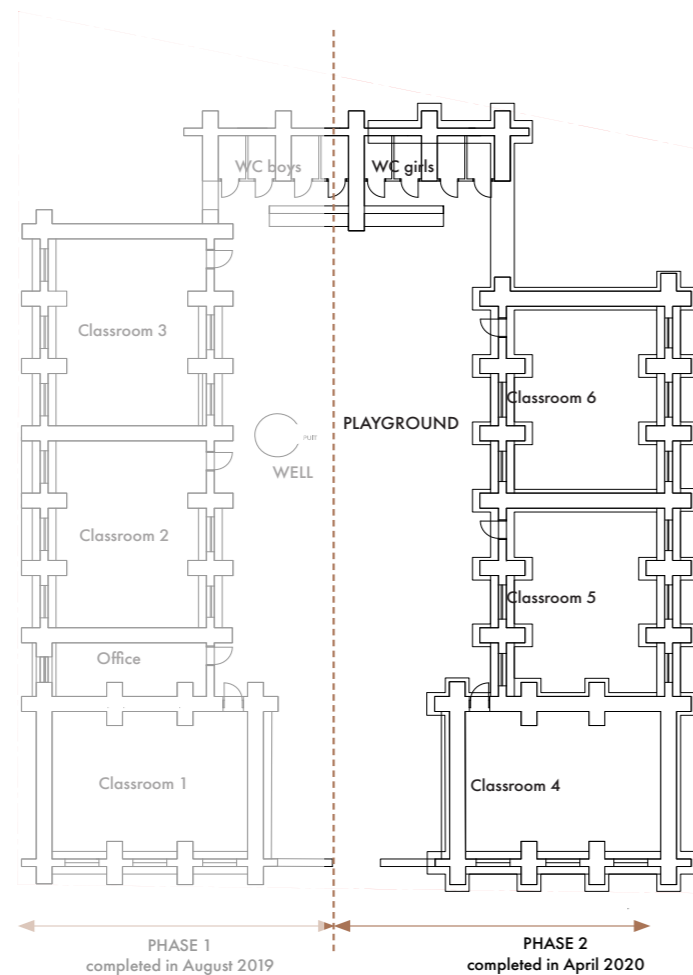 WC boys
WC girls
Classroom 3
Classroom 6
PLAYGROUND
PUIT
WELL
Classroom 2
Classroom 5
Office
Classroom 1
Classroom 4
PHASE 1
completed in August 2019
PHASE 2
completed in April 2020